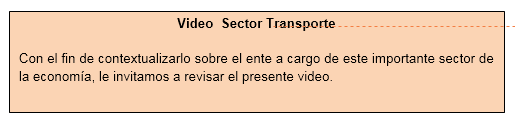 Video  Sector Transporte
Con el fin de contextualizarlo sobre el ente a cargo de este importante sector de
la economía, le invitamos a revisar el presente video.